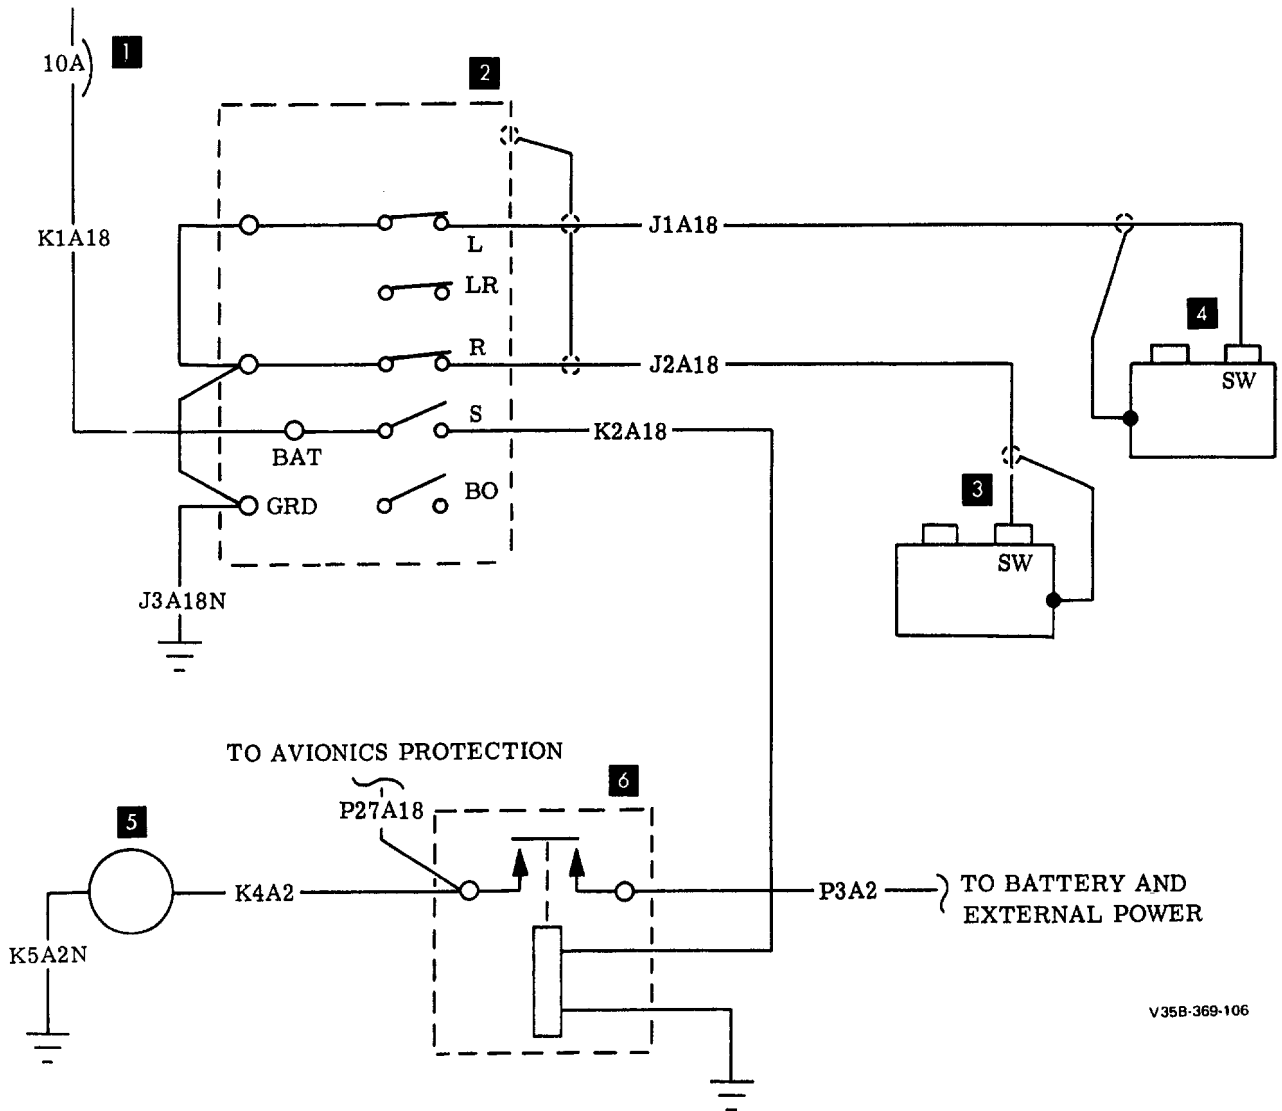 10A
1
2
K1A18
L
J1A18
LR
R
J2A18
4
SW
S
K2A18
BAT
BO
GRD
3
SW
J3A18N
TO AVIONICS PROTECTION
P27A18
6
5
K4A2
P3A2
TO BATTERY AND
EXTERNAL POWER
K5A2N
V35B-369-106